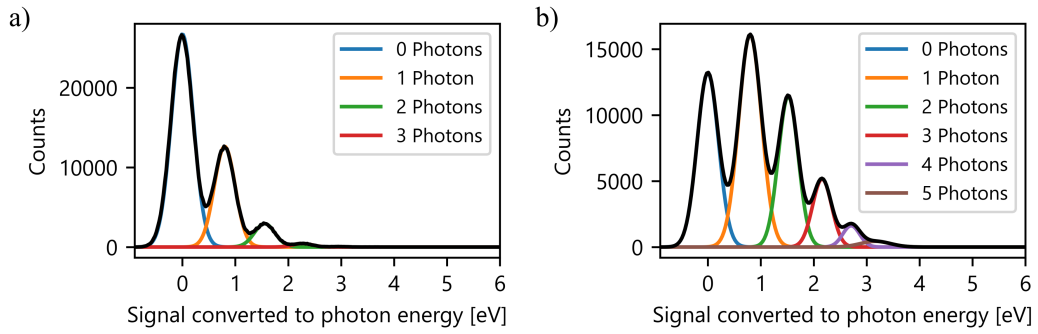 a)
20000
10000
0
Counts
0 Photons
1 Photon
2 Photons
3 Photons
0 1 2 3 4 5 6
Signal converted to photon energy [eV]
b)
15000
10000
5000
0
Counts
0 Photons
1 Photon
2 Photons
3 Photons
4 Photons
5 Photons
0 1 2 3 4 5 6
Signal converted to photon energy [eV]